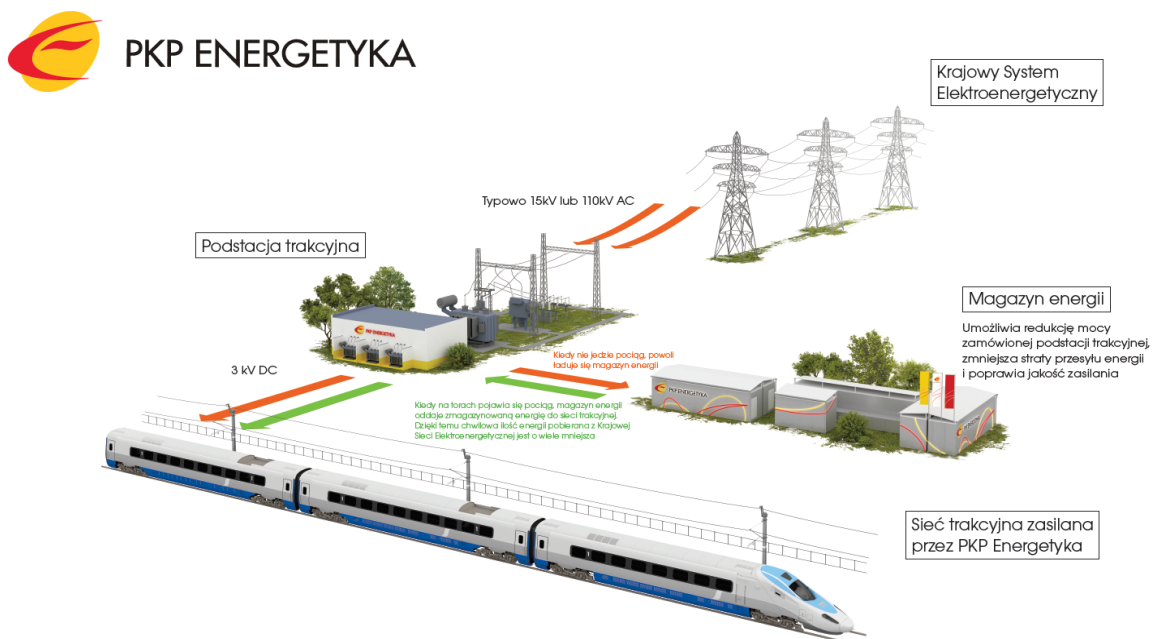 PKP ENERGETYKA
Krajowy System
Elektroenergetyczny
Typowo 15kV lub 110kV AC
Podstacja trakcyjna
Magazyn energii
Umożliwia redukcję mocy
zamówionej podstacji trakcyjnej,
zmniejsza straty przesyłu energii
i poprawia jakość zasilania
PKP ENERGETYKA
Kiedy nie jedzie pociąg, powoli
ładuje się magazyn energii
3 kV DC
PKP ENERGETYKA
Kiedy na torach pojawia się pociąg, magazyn energii
oddaje zmagazynowaną energię do sieci trakcyjnej.
Dzięki temu chwilowa ilość energii pobierana z Krajowej
Sieci Elektroenergetycznej jest o wiele mniejsza
Sieć trakcyjna zasilana
przez PKP Energetyka